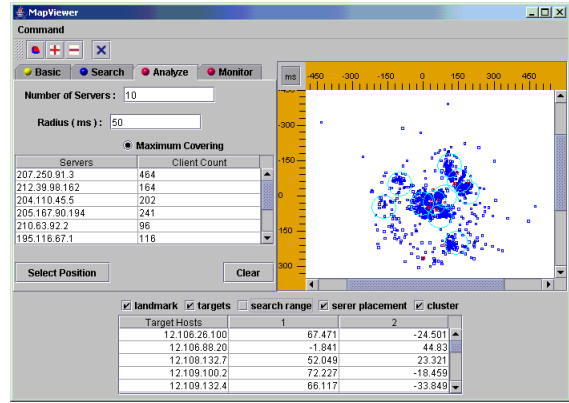 MapViewer
Command
Basic Search Analyze Monitor
Number of Servers : 10
Radius ( ms ) : 50
Maximum Covering
Servers Client Count
207.250.91.3 464
212.39.98.162 164
204.110.45.5 202
205.167.90.194 241
210.63.92.2 96
195.116.67.1 116
Select Position Clear
ms -450 -300 -150 0 150 300 450
-300
-150
0
150
300
landmark targets search range serer placement cluster
Target Hosts 1 2
12.106.26.100 67.471 -24.501
12.106.88.20 -1.841 44.83
12.108.132.7 52.049 23.321
12.109.100.2 72.227 -18.459
12.109.132.4 66.117 -33.849